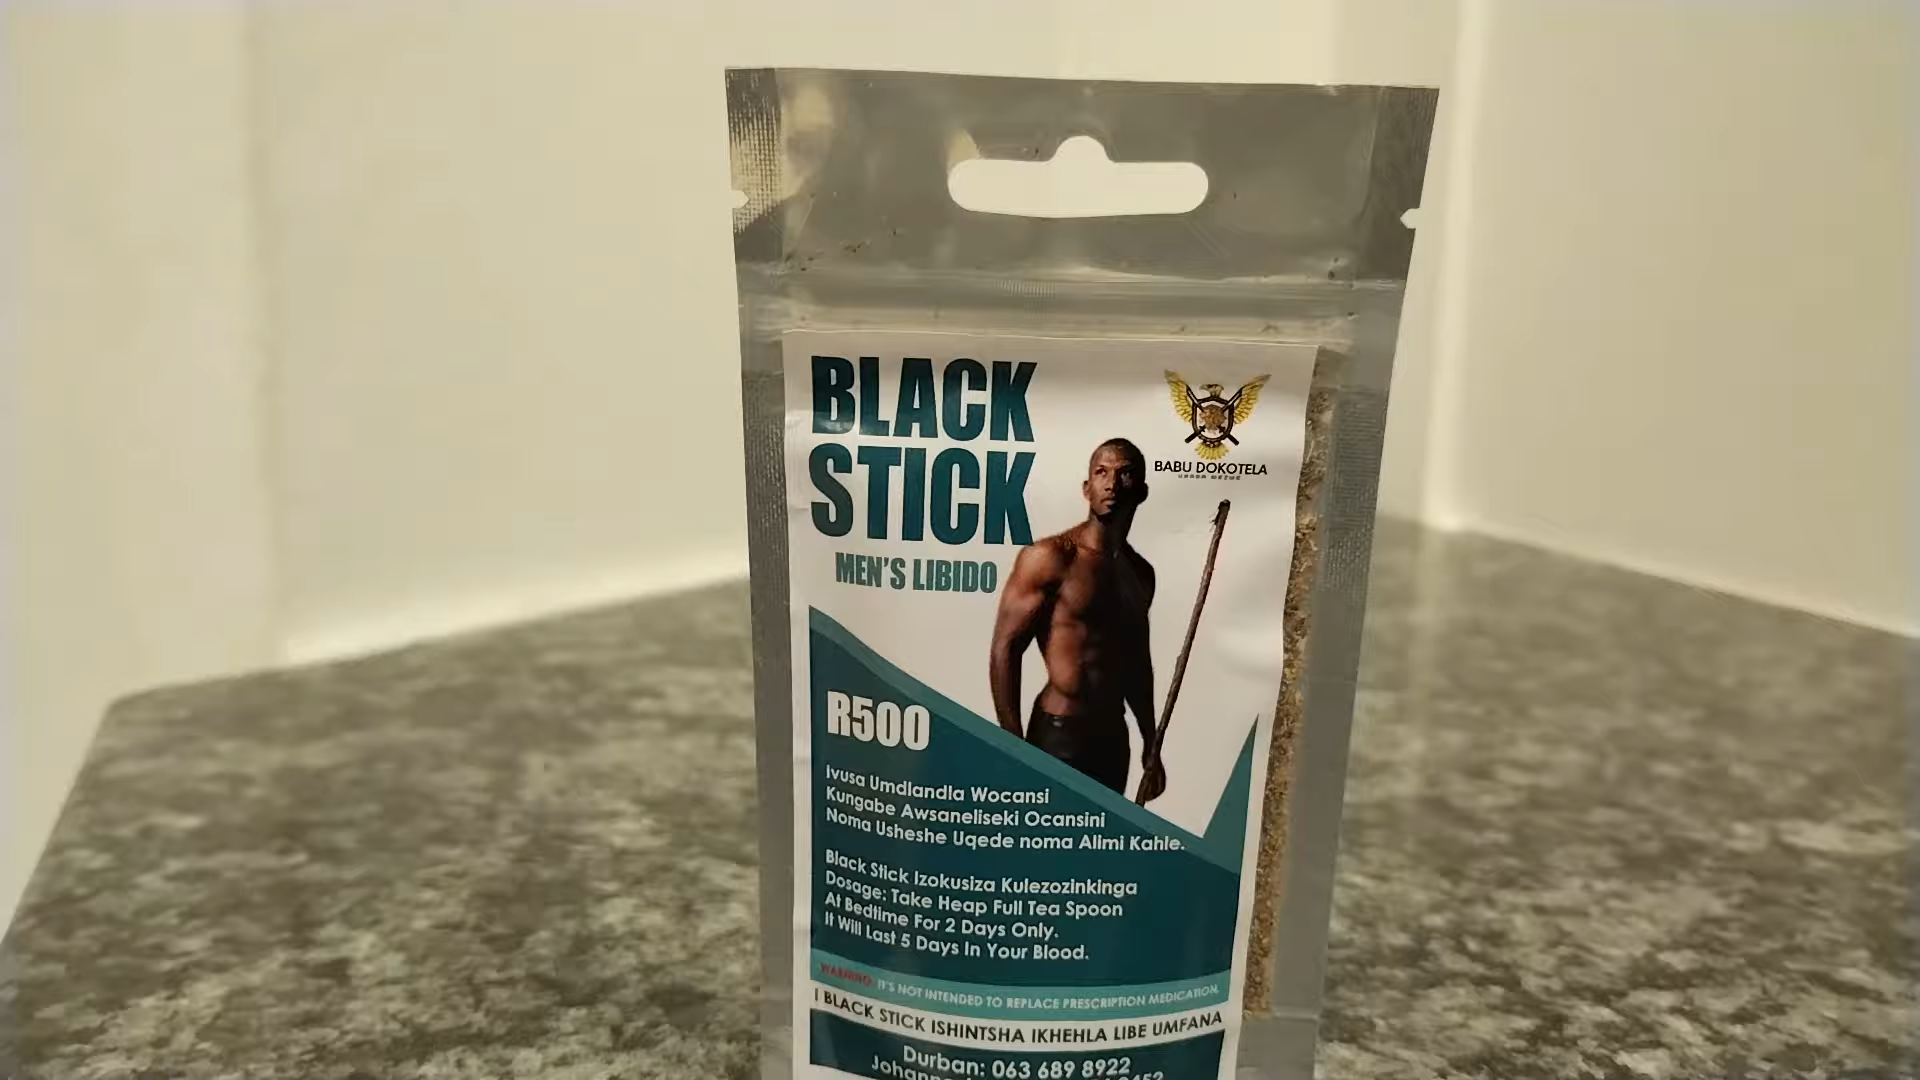 BLACK
STICK
MEN'S LIBIDO
BABU DOKOTELA
R500
Ivusa Umdlandla Wocansi
Kungabe Awsaneliseki Ocansini
Noma Usheshe Uqede noma Alimi Kahle.
Black Stick Izokusiza Kulezozinkinga
Dosage: Take Heap Full Tea Spoon
At Bedtime For 2 Days Only.
It Will Last 5 Days In Your Blood.
WARNING: IT'S NOT INTENDED TO REPLACE PRESCRIPTION MEDICATION.
I BLACK STICK ISHINTSHA IKHEHLA LIBE UMFANA
Durban: 063 689 8922